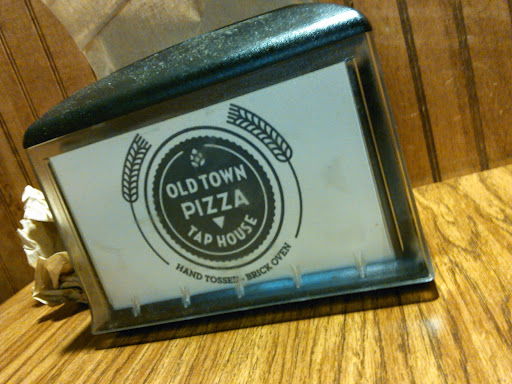 OLD TOWN
PIZZA
TAP HOUSE
HAND TOSSED - BRICK OVEN